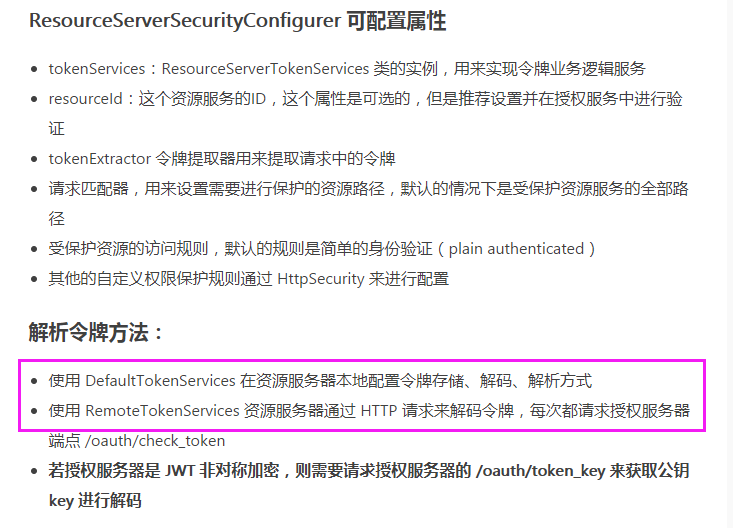 ResourceServerSecurityConfigurer 可配置属性
tokenServices：ResourceServerTokenServices 类的实例，用来实现令牌业务逻辑服务
resourceId：这个资源服务的ID，这个属性是可选的，但是推荐设置并在授权服务中进行验
证
tokenExtractor 令牌提取器用来提取请求中的令牌
请求匹配器，用来设置需要进行保护的资源路径，默认的情况下是受保护资源服务的全部路
径
受保护资源的访问规则，默认的规则是简单的身份验证（plain authenticated）
其他的自定义权限保护规则通过 HttpSecurity 来进行配置
解析令牌方法：
使用 DefaultTokenServices 在资源服务器本地配置令牌存储、解码、解析方式
使用 RemoteTokenServices 资源服务器通过 HTTP 请求来解码令牌，每次都请求授权服务器
端点 /oauth/check_token
若授权服务器是 JWT 非对称加密，则需要请求授权服务器的 /oauth/token_key 来获取公钥
key 进行解码